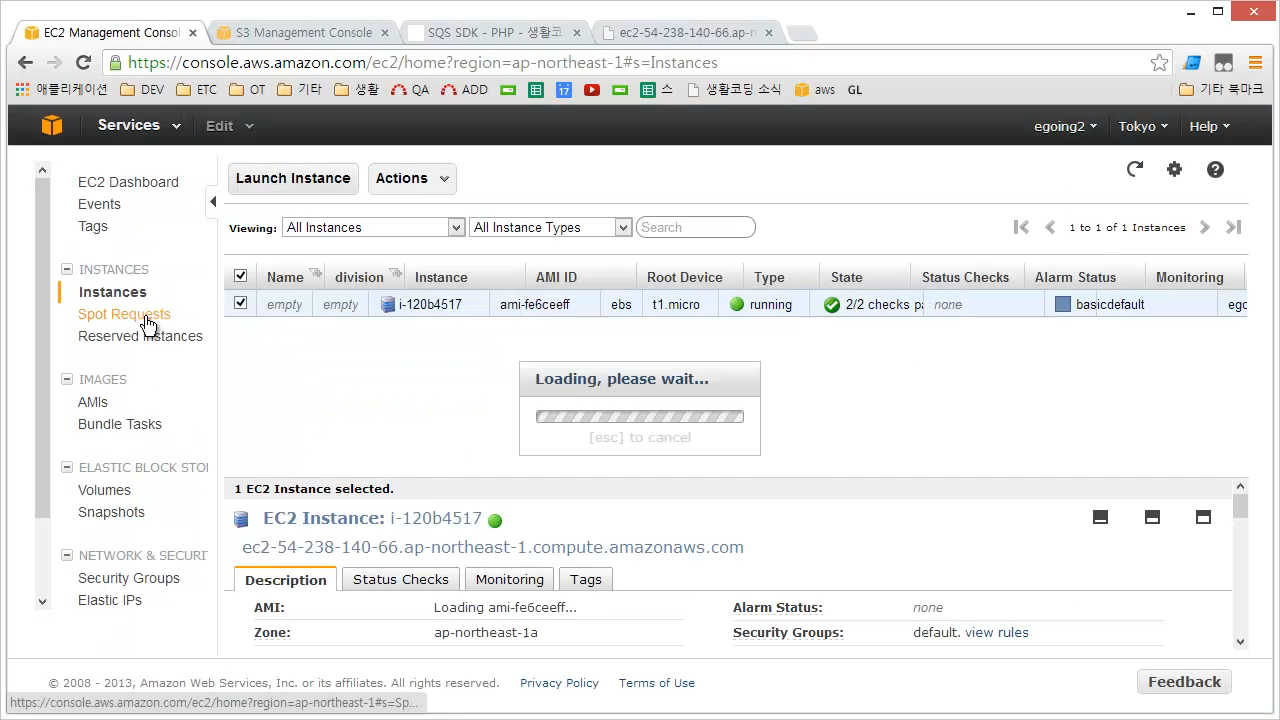 EC2 Management Consol
S3 Management Console
SQS SDK - PHP - 생활코
ec2-54-238-140-66.ap-n
https://console.aws.amazon.com/ec2/home?region=ap-northeast-1#s=Instances
애플리케이션 DEV ETC OT 기타 생활 QA ADD 17 스 생활코딩 소식 aws GL 기타 북마크
Services Edit egoing2 Tokyo Help
EC2 Dashboard
Events
Tags
INSTANCES
Instances
Spot Requests
Reserved Instances
IMAGES
AMIs
Bundle Tasks
ELASTIC BLOCK STO
Volumes
Snapshots
NETWORK & SECURI
Security Groups
Elastic IPs
Launch Instance Actions
Viewing: All Instances All Instance Types Search 1 to 1 of 1 Instances
Name division Instance AMI ID Root Device Type State Status Checks Alarm Status Monitoring
empty empty i-120b4517 ami-fe6ceeff ebs t1.micro running 2/2 checks pa none basic default ego
Loading, please wait...
[esc] to cancel
1 EC2 Instance selected.
EC2 Instance: i-120b4517
ec2-54-238-140-66.ap-northeast-1.compute.amazonaws.com
Description Status Checks Monitoring Tags
AMI: Loading ami-fe6ceeff... Alarm Status: none
Zone: ap-northeast-1a Security Groups: default. view rules
© 2008 - 2013, Amazon Web Services, Inc. or its affiliates. All rights reserved. Privacy Policy Terms of Use Feedback
https://console.aws.amazon.com/ec2/home?region=ap-northeast-1#s=Sp...